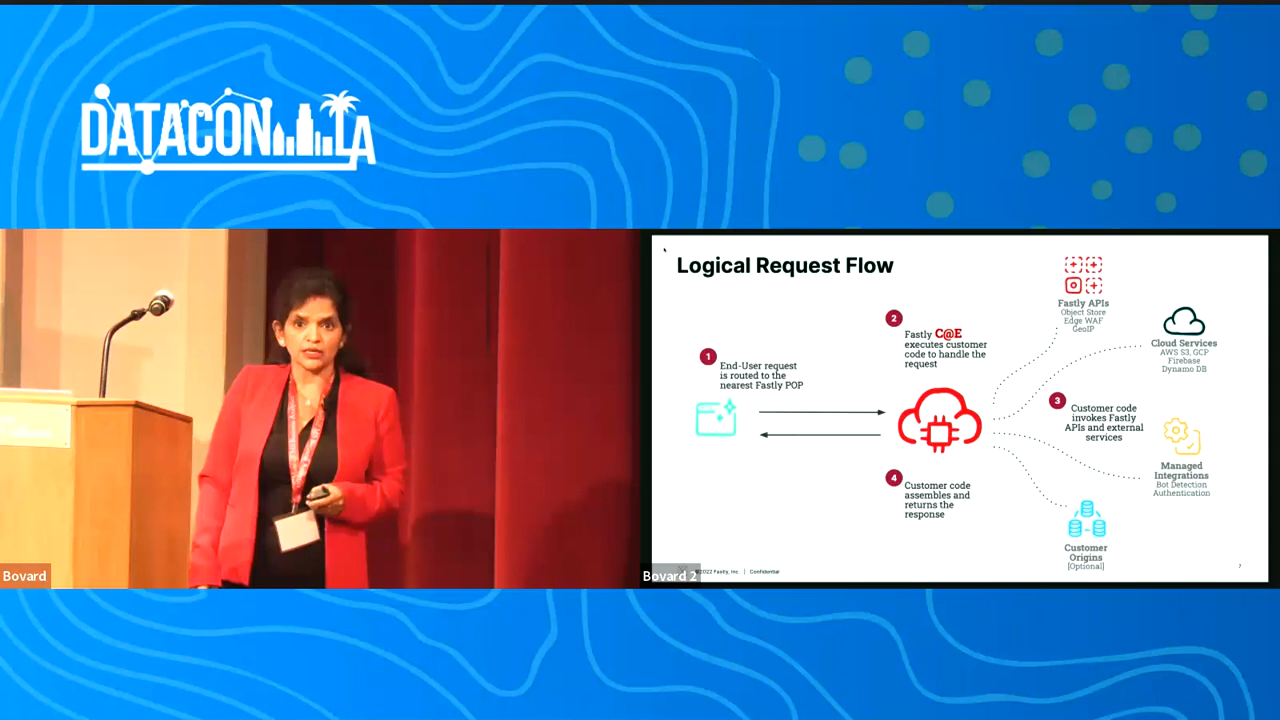 DATACON LA
Logical Request Flow
1
End-User request
is routed to the
nearest Fastly POP
2
Fastly C@E
executes customer
code to handle the
request
Fastly APIs
Object Store
Edge WAF
GeoIP
Cloud Services
AWS S3, GCP
Firebase
Dynamo DB
3
Customer code
invokes Fastly
APIs and external
services
4
Customer code
assembles and
returns the
response
Managed
Integrations
Bot Detection
Authentication
Customer
Origins
[Optional]
Bovard
Bovard 2
©2022 Fastly, Inc. | Confidential
7